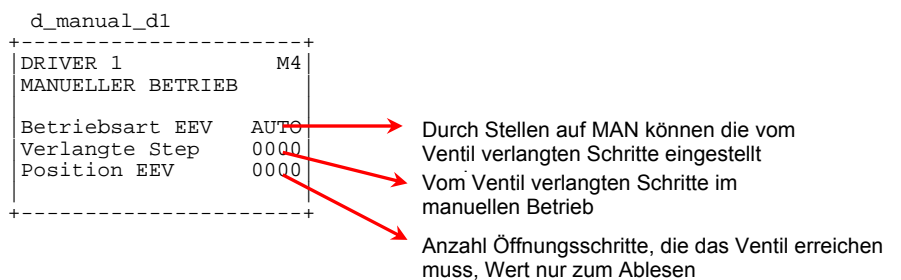 d_manual_d1
+----------------------+
|DRIVER 1 M4|
|MANUELLER BETRIEB |
| |
|Betriebsart EEV AUTO|
|Verlangte Step 0000|
|Position EEV 0000|
| |
+----------------------+
Durch Stellen auf MAN können die vom
Ventil verlangten Schritte eingestellt
Vom Ventil verlangten Schritte im
manuellen Betrieb
Anzahl Öffnungsschritte, die das Ventil erreichen
muss, Wert nur zum Ablesen